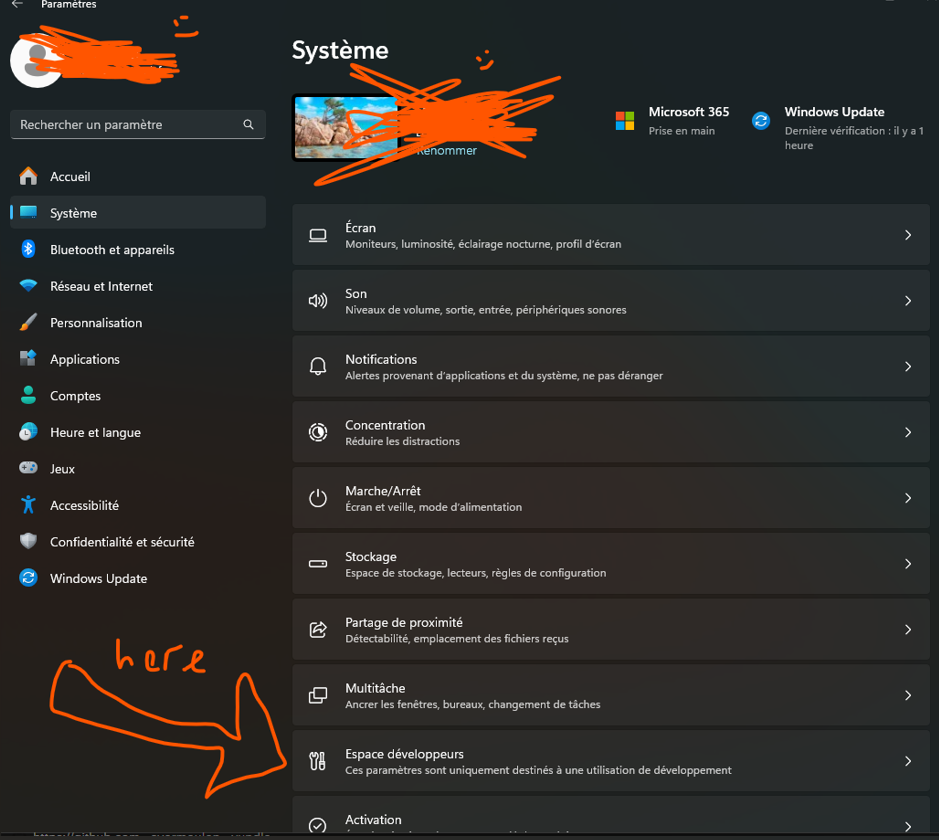 Paramètres
Système
Rechercher un paramètre
Renommer
Microsoft 365
Prise en main
Windows Update
Dernière vérification : il y a 1
heure
Accueil
Système
Bluetooth et appareils
Réseau et Internet
Personnalisation
Applications
Comptes
Heure et langue
Jeux
Accessibilité
Confidentialité et sécurité
Windows Update
here
Écran
Moniteurs, luminosité, éclairage nocturne, profil d'écran
Son
Niveaux de volume, sortie, entrée, périphériques sonores
Notifications
Alertes provenant d'applications et du système, ne pas déranger
Concentration
Réduire les distractions
Marche/Arrêt
Écran et veille, mode d'alimentation
Stockage
Espace de stockage, lecteurs, règles de configuration
Partage de proximité
Détectabilité, emplacement des fichiers reçus
Multitâche
Ancrer les fenêtres, bureaux, changement de tâches
Espace développeurs
Ces paramètres sont uniquement destinés à une utilisation de développement
Activation